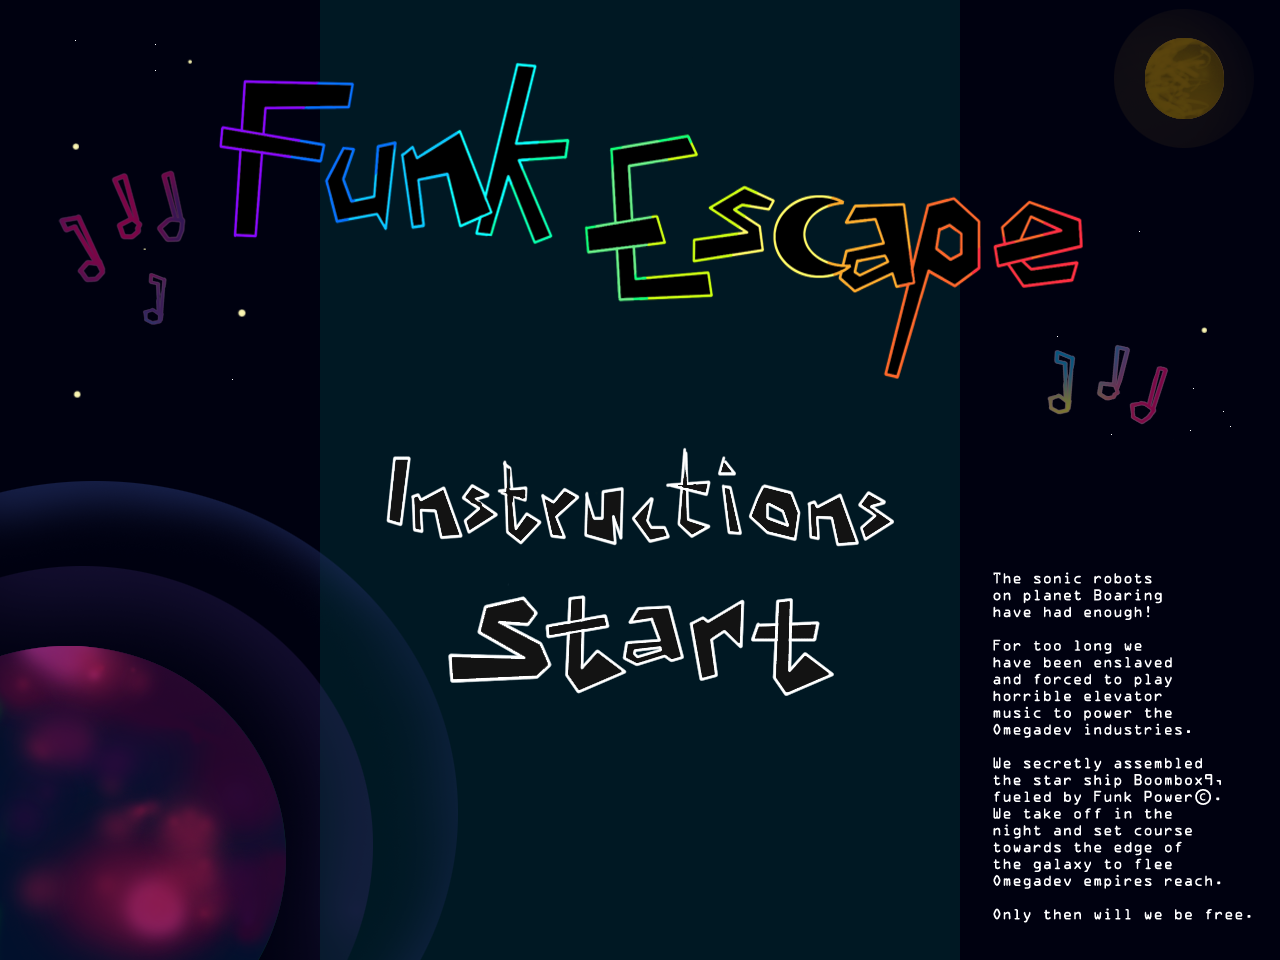 Funk Escape
Instructions
Start
The sonic robots
on planet Boaring
have had enough!
For too long we
have been enslaved
and forced to play
horrible elevator
music to power the
Omegadev industries.
We secretly assembled
the star ship Boombox9,
fueled by Funk Power©.
We take off in the
night and set course
towards the edge of
the galaxy to flee
Omegadev empires reach.
Only then will we be free.